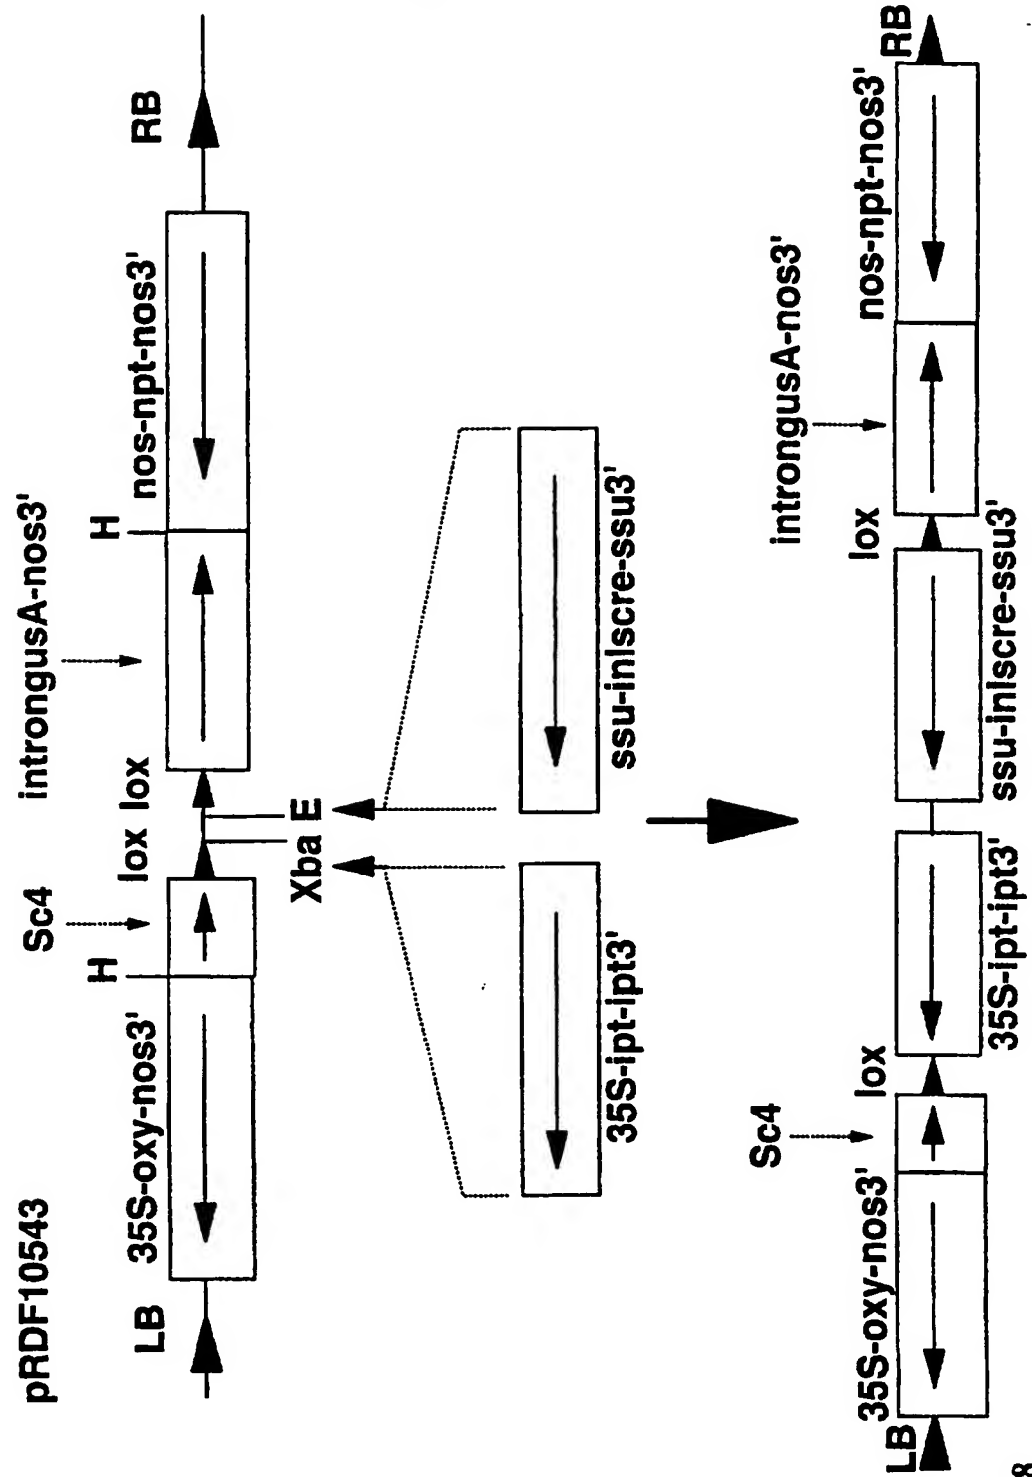 pRDF10543
LB
35S-oxy-nos3'
H
Sc4
lox lox
introngusA-nos3'
H
nos-npt-nos3'
RB
Xba E
35S-ipt-ipt3'
ssu-inlscre-ssu3'
LB
35S-oxy-nos3'
Sc4
lox
35S-ipt-ipt3'
ssu-inlscre-ssu3'
lox
introngusA-nos3'
nos-npt-nos3'
RB
8